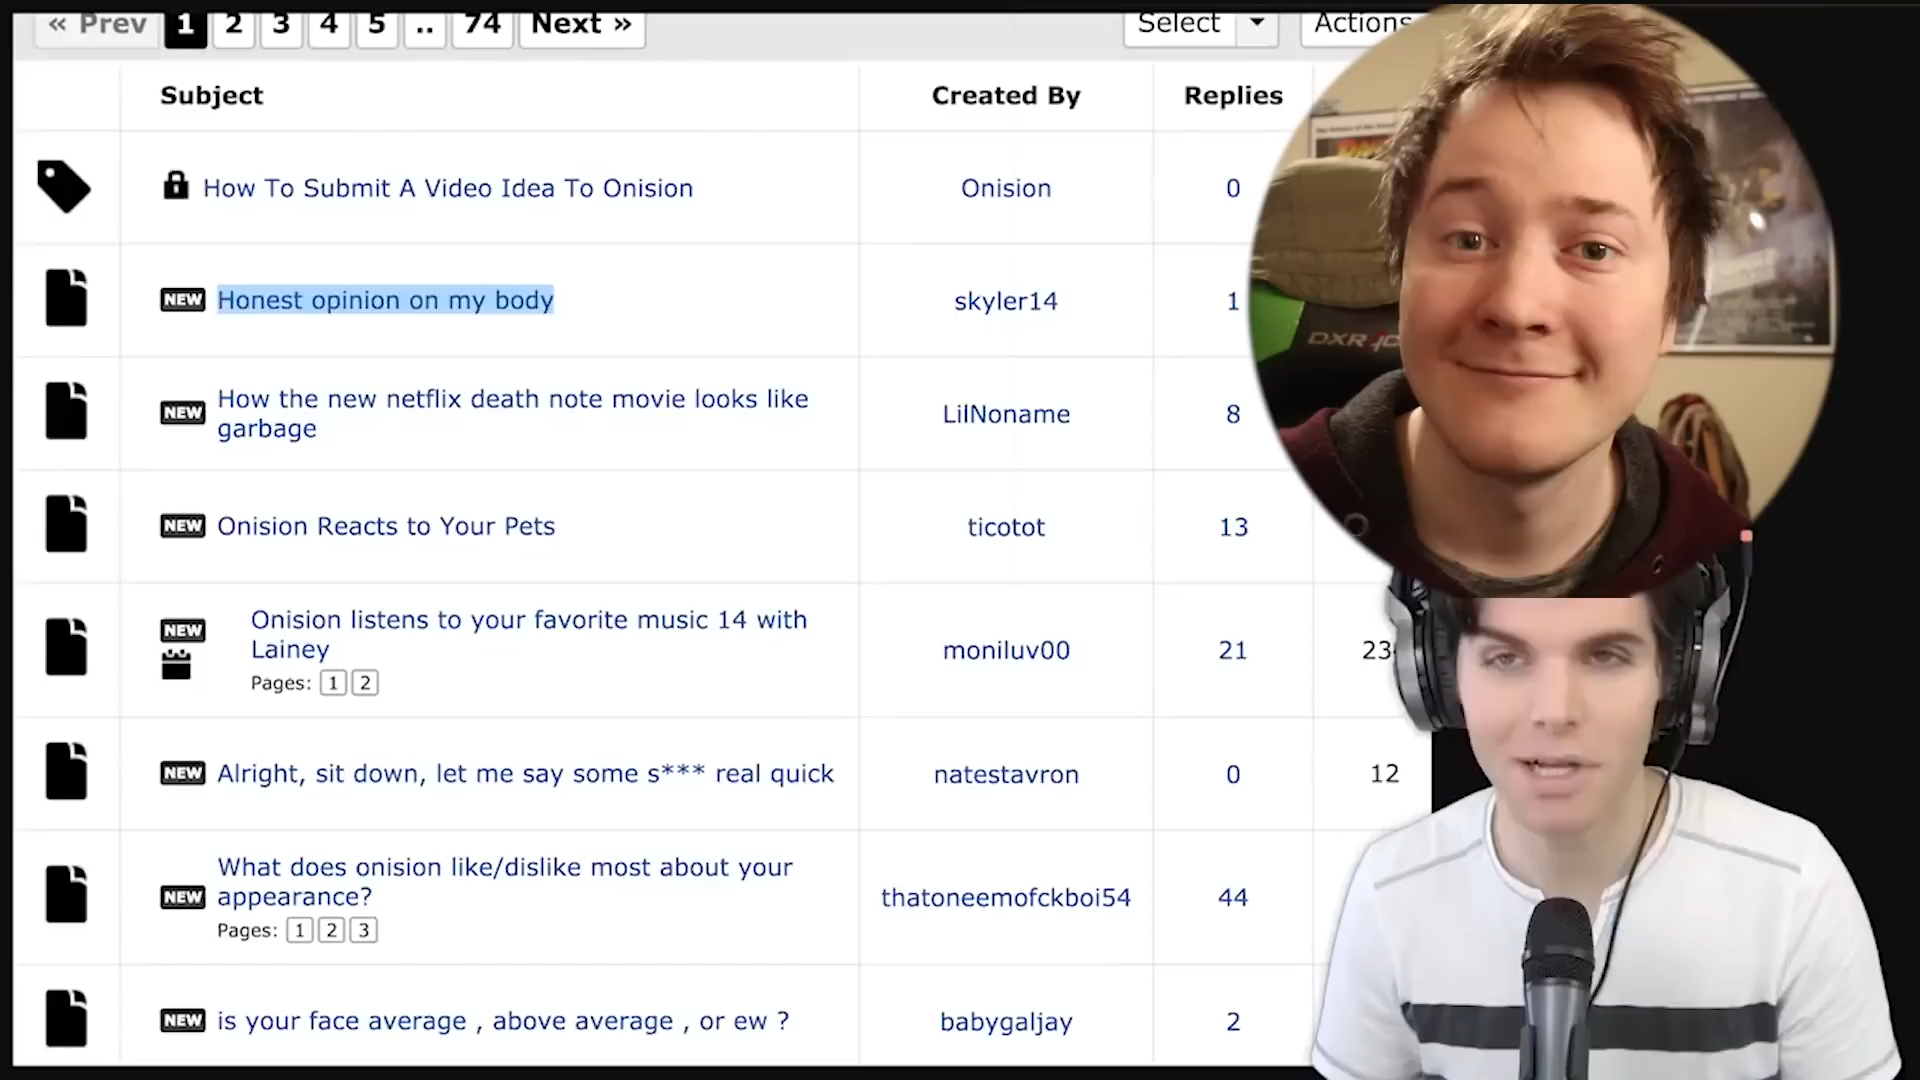 « Prev 1 2 3 4 5 .. 74 Next » Select Actions
Subject Created By Replies
How To Submit A Video Idea To Onision Onision 0
NEW Honest opinion on my body skyler14 1
NEW How the new netflix death note movie looks like
garbage LilNoname 8
NEW Onision Reacts to Your Pets ticotot 13
NEW Onision listens to your favorite music 14 with
Lainey moniluv00 21 23
Pages: 1 2
NEW Alright, sit down, let me say some s*** real quick natestavron 0 12
What does onision like/dislike most about your
NEW appearance? thatoneemofckboi54 44
Pages: 1 2 3
NEW is your face average , above average , or ew ? babygaljay 2